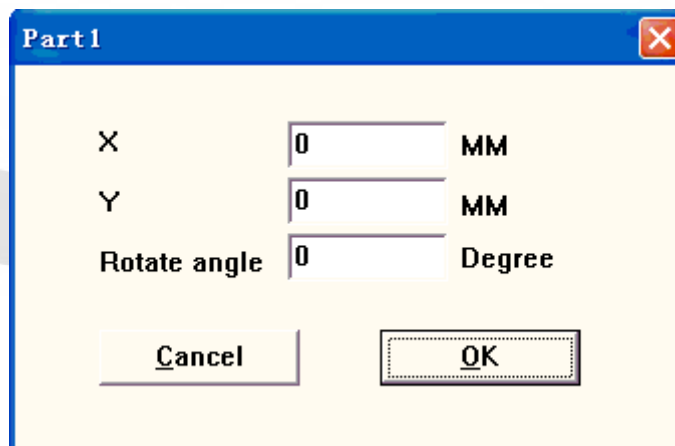 Part1
X 0 MM
Y 0 MM
Rotate angle 0 Degree
Cancel OK